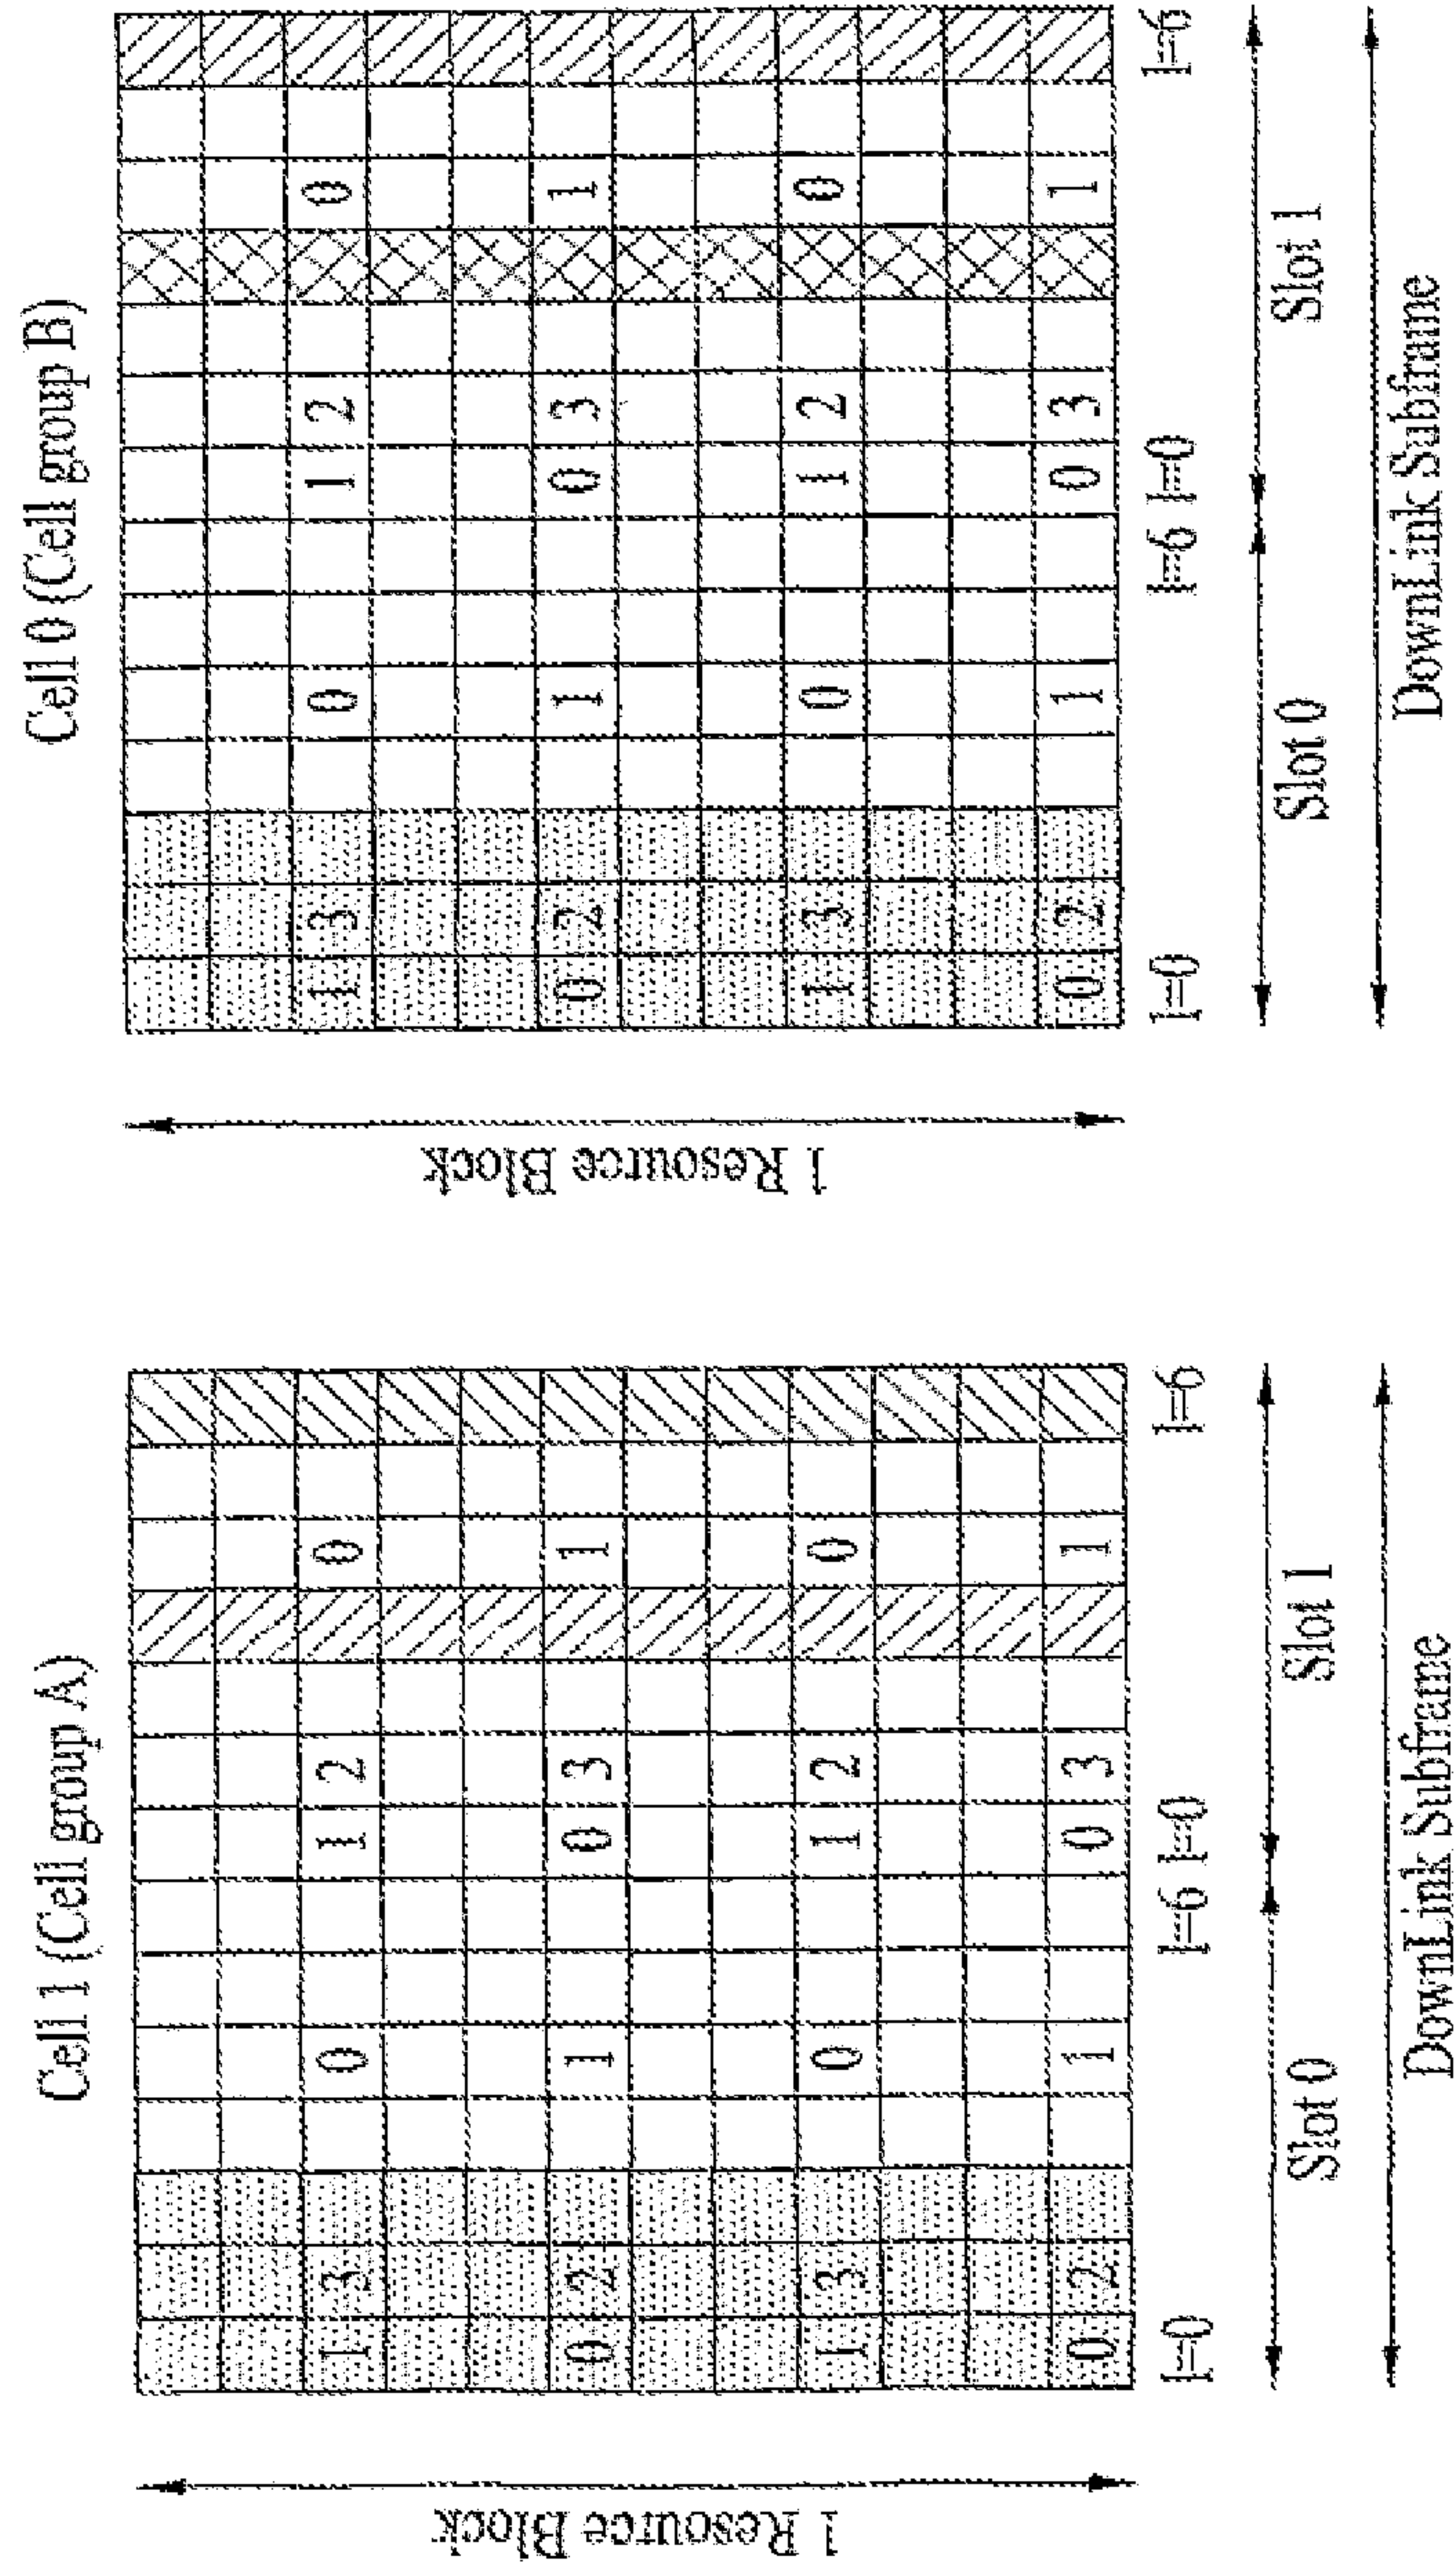 Cell 1 (Cell group A)
1 Resource Block
1 3 0 1 2 0
0 2 1 0 3 1
1 3 0 1 2 0
0 2 1 0 3 1
l=0 l=6 l=0 l=6
Slot 0 Slot 1
DownLink Subframe
Cell 0 (Cell group B)
1 Resource Block
1 3 0 1 2 0
0 2 1 0 3 1
1 3 0 1 2 0
0 2 1 0 3 1
l=0 l=6 l=0 l=6
Slot 0 Slot 1
DownLink Subframe